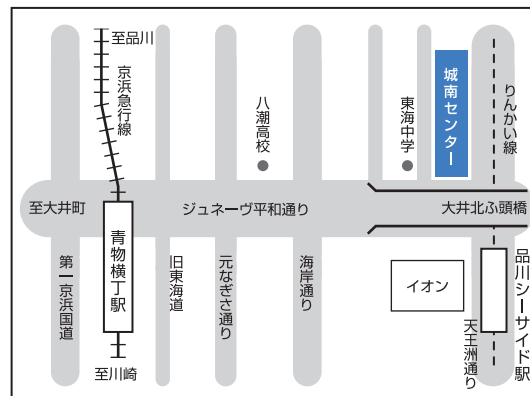 至品川
京浜急行線
八潮高校
東海中学
城南センター
りんかい線
至大井町
ジュネーヴ平和通り
大井北ふ頭橋
青物横丁駅
第一京浜国道
旧東海道
元なぎさ通り
海岸通り
イオン
天王洲通り
品川シーサイド駅
至川崎